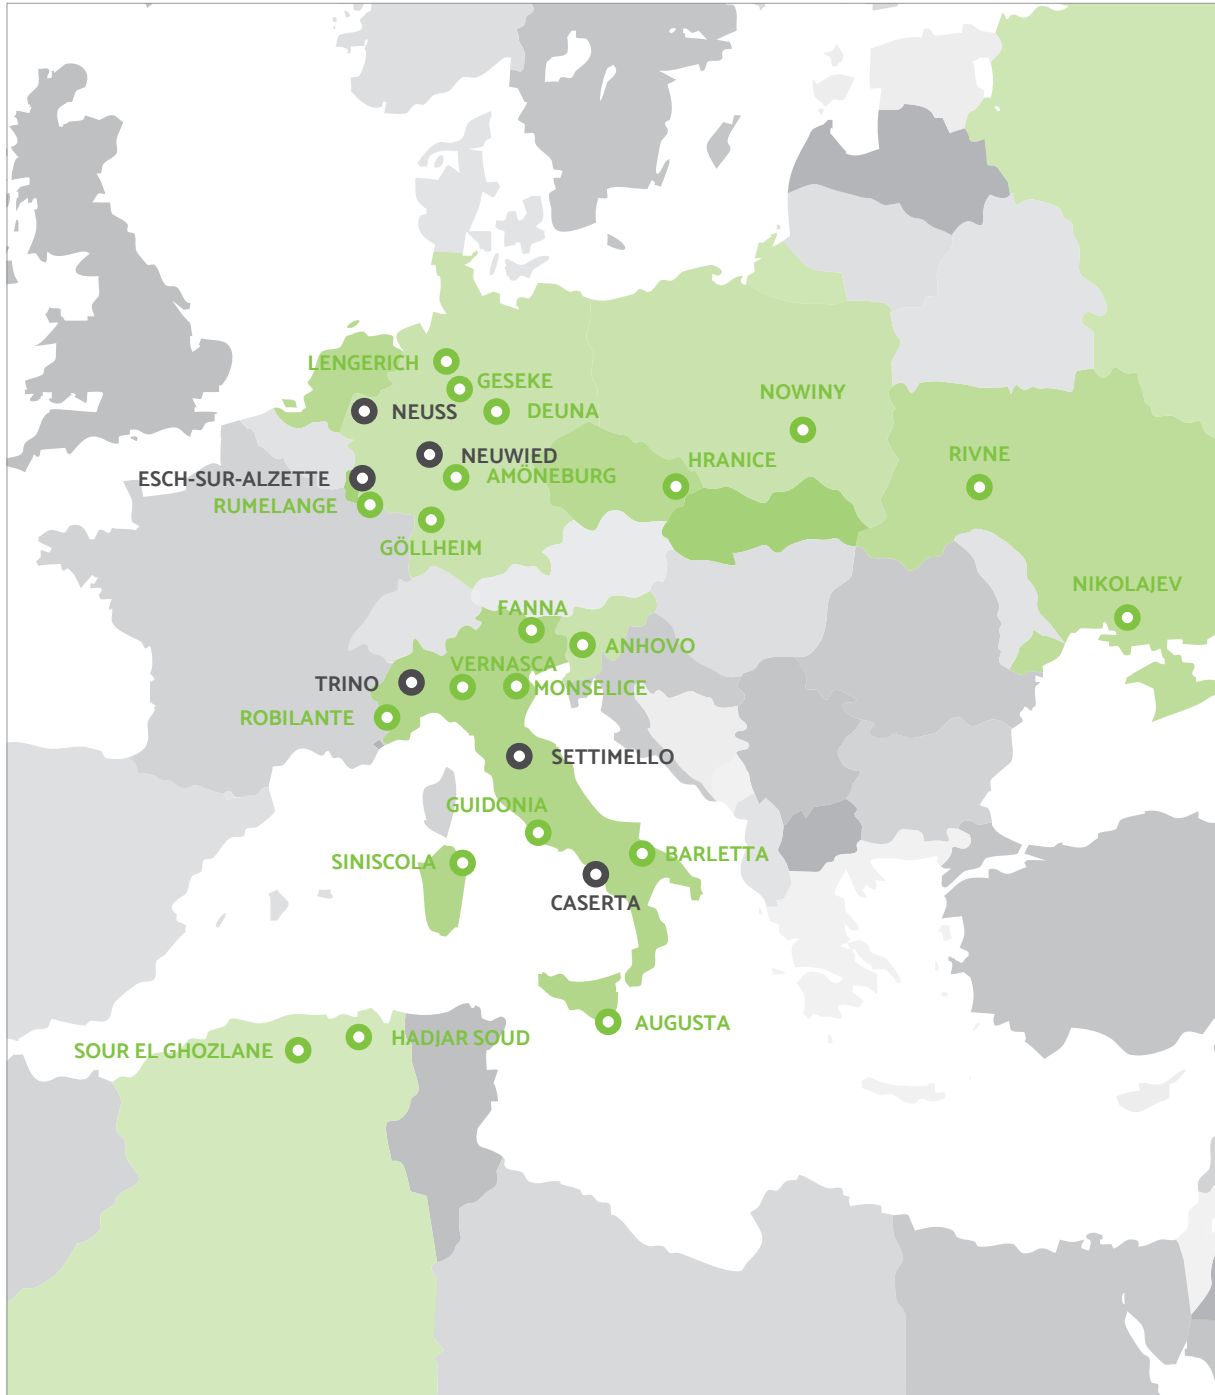 LENGERICH
GESEKE
NOWINY
NEUSS
DEUNA
RIVNE
NEUWIED
HRANICE
ESCH-SUR-ALZETTE
AMÖNEBURG
RUMELANGE
GÖLLHEIM
NIKOLAJEV
FANNA
ANHOVO
VERNASCA
TRINO
MONSELICE
ROBILANTE
SETTIMELLO
GUIDONIA
BARLETTA
SINISCOLA
CASERTA
AUGUSTA
HADJAR SOUD
SOUR EL GHOZLANE